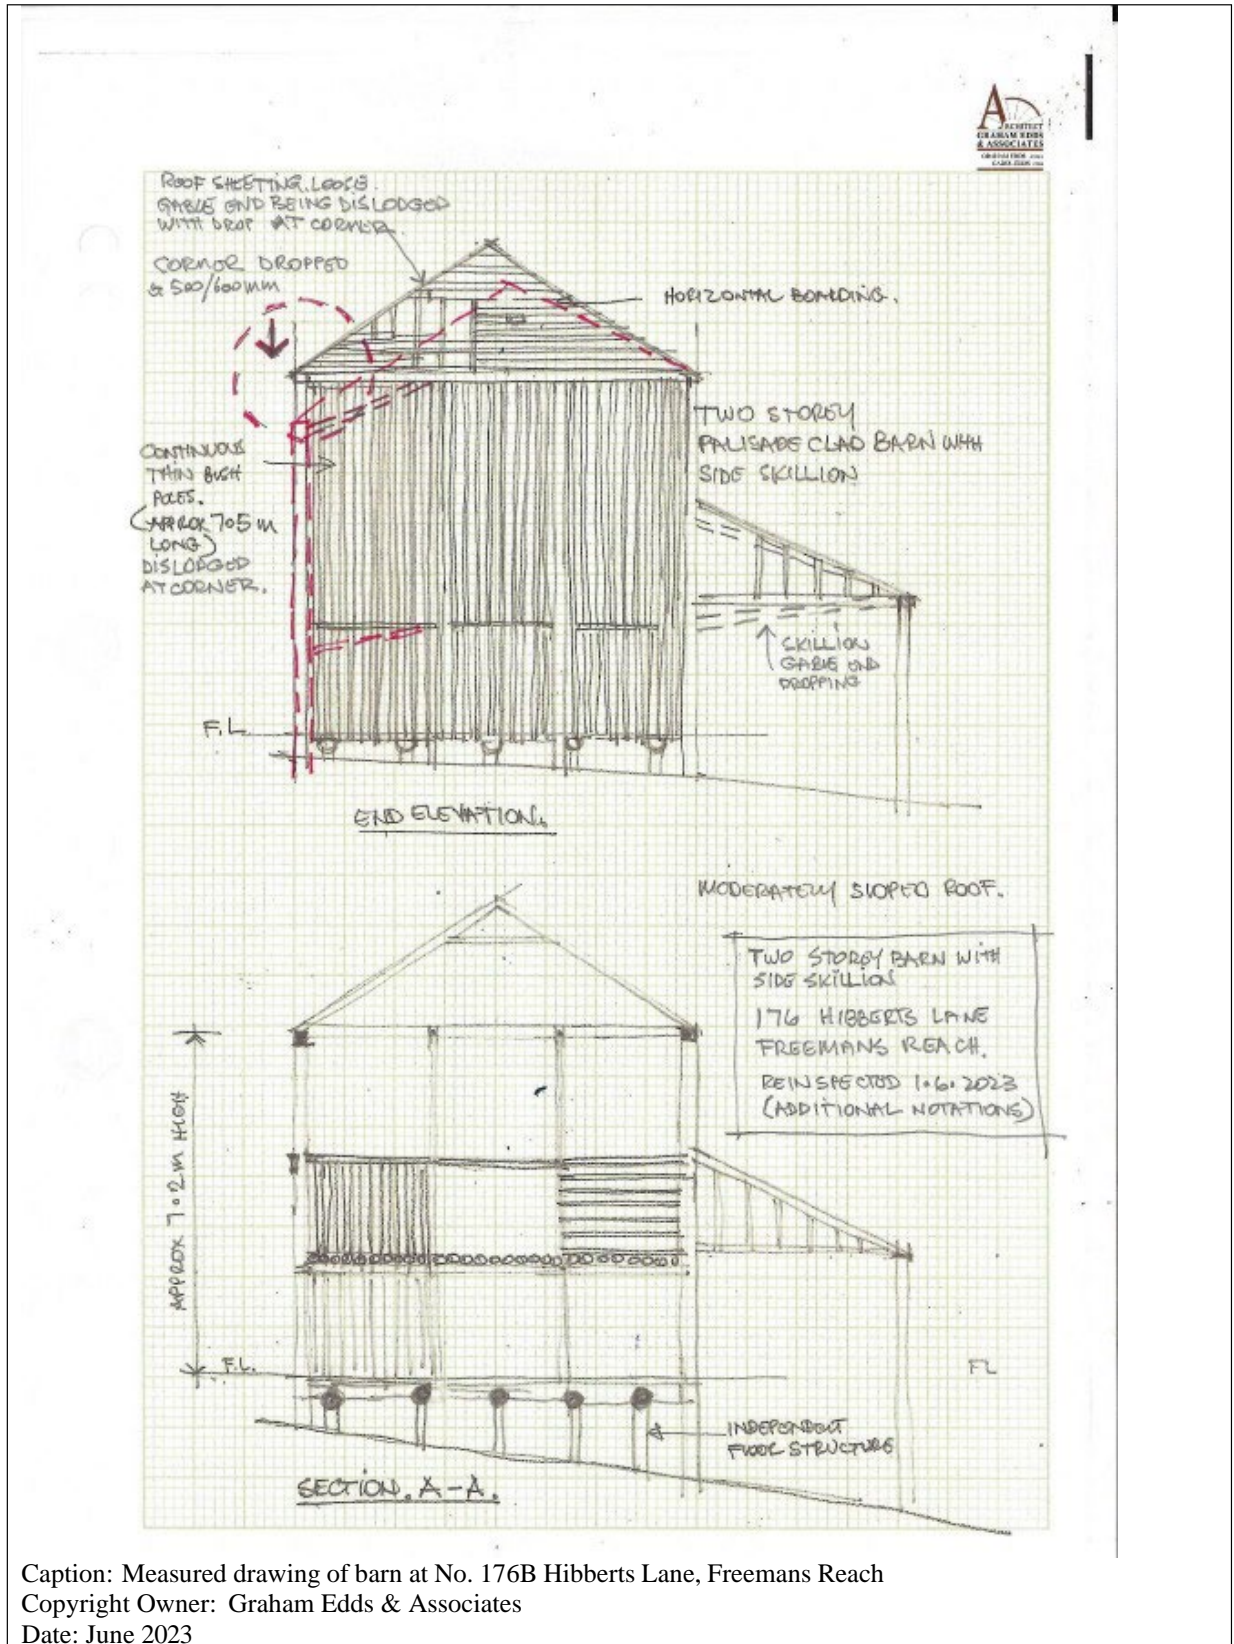 ARCHITECT
GRAHAM EDDS
& ASSOCIATES
ROOF SHEETING LOOSE.
GABLE END BEING DISLODGED
WITH DROP AT CORNER
CORNER DROPPED
500/600MM
HORIZONTAL BOARDING.
TWO STOREY
PALISADE CLAD BARN WITH
SIDE SKILLION
CONTINUOUS
THIN BUSH
POLES.
(APPROX 7.5 M
LONG)
DISLODGED
AT CORNER.
SKILLION
GABLE END
DROPPING
F.L
END ELEVATION.
MODERATELY SLOPED ROOF.
TWO STOREY BARN WITH
SIDE SKILLION
176 HIBBERTS LANE
FREEMANS REACH.
REINSPECTED 1.6.2023
(ADDITIONAL NOTATIONS)
APPROX 7.2M HIGH
F.L.
FL
INDEPENDENT
FLOOR STRUCTURE
SECTION. A-A.
Caption: Measured drawing of barn at No. 176B Hibberts Lane, Freemans Reach
Copyright Owner: Graham Edds & Associates
Date: June 2023